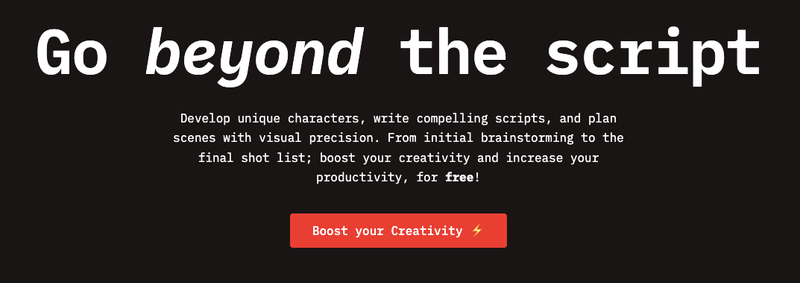 Go beyond the script
Develop unique characters, write compelling scripts, and plan
scenes with visual precision. From initial brainstorming to the
final shot list; boost your creativity and increase your
productivity, for free!
Boost your Creativity ⚡